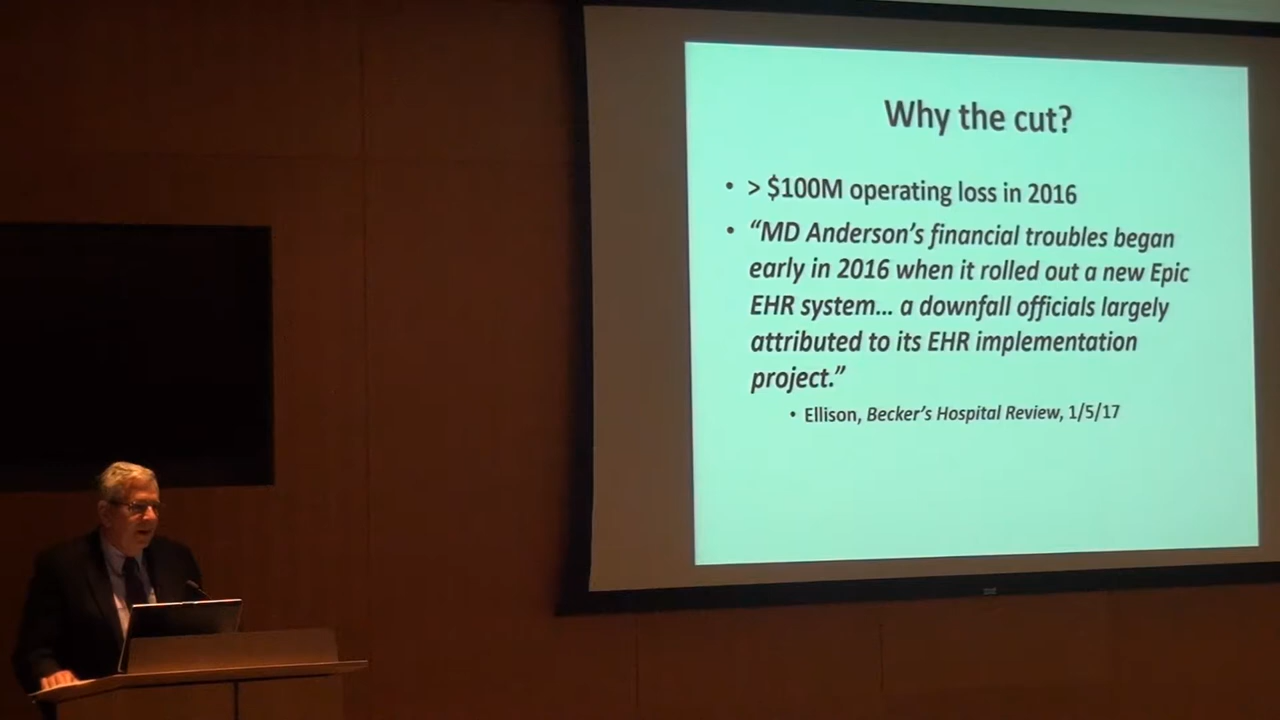 Why the cut?
• > $100M operating loss in 2016
• “MD Anderson’s financial troubles began
early in 2016 when it rolled out a new Epic
EHR system... a downfall officials largely
attributed to its EHR implementation
project.”
• Ellison, Becker’s Hospital Review, 1/5/17